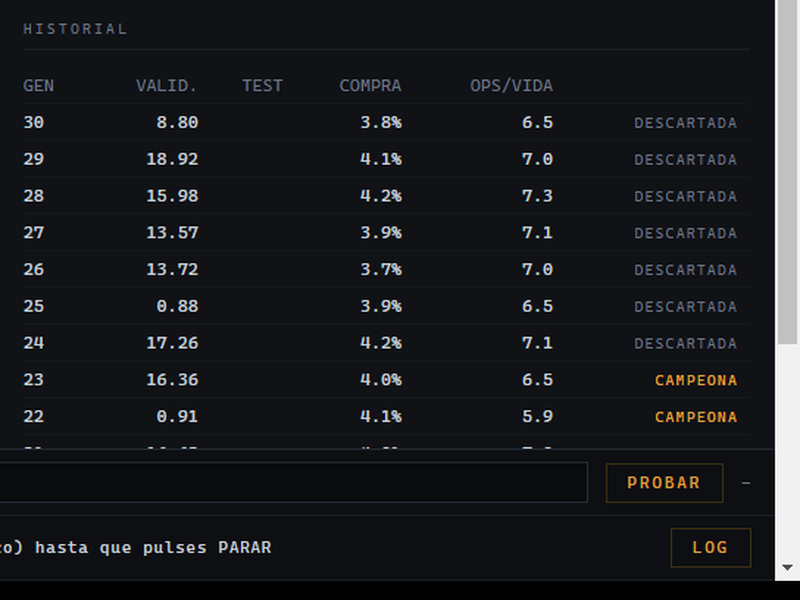 HISTORIAL
GEN VALID. TEST COMPRA OPS/VIDA
30 8.80 3.8% 6.5 DESCARTADA
29 18.92 4.1% 7.0 DESCARTADA
28 15.98 4.2% 7.3 DESCARTADA
27 13.57 3.9% 7.1 DESCARTADA
26 13.72 3.7% 7.0 DESCARTADA
25 0.88 3.9% 6.5 DESCARTADA
24 17.26 4.2% 7.1 DESCARTADA
23 16.36 4.0% 6.5 CAMPEONA
22 0.91 4.1% 5.9 CAMPEONA
PROBAR —
o) hasta que pulses PARAR LOG